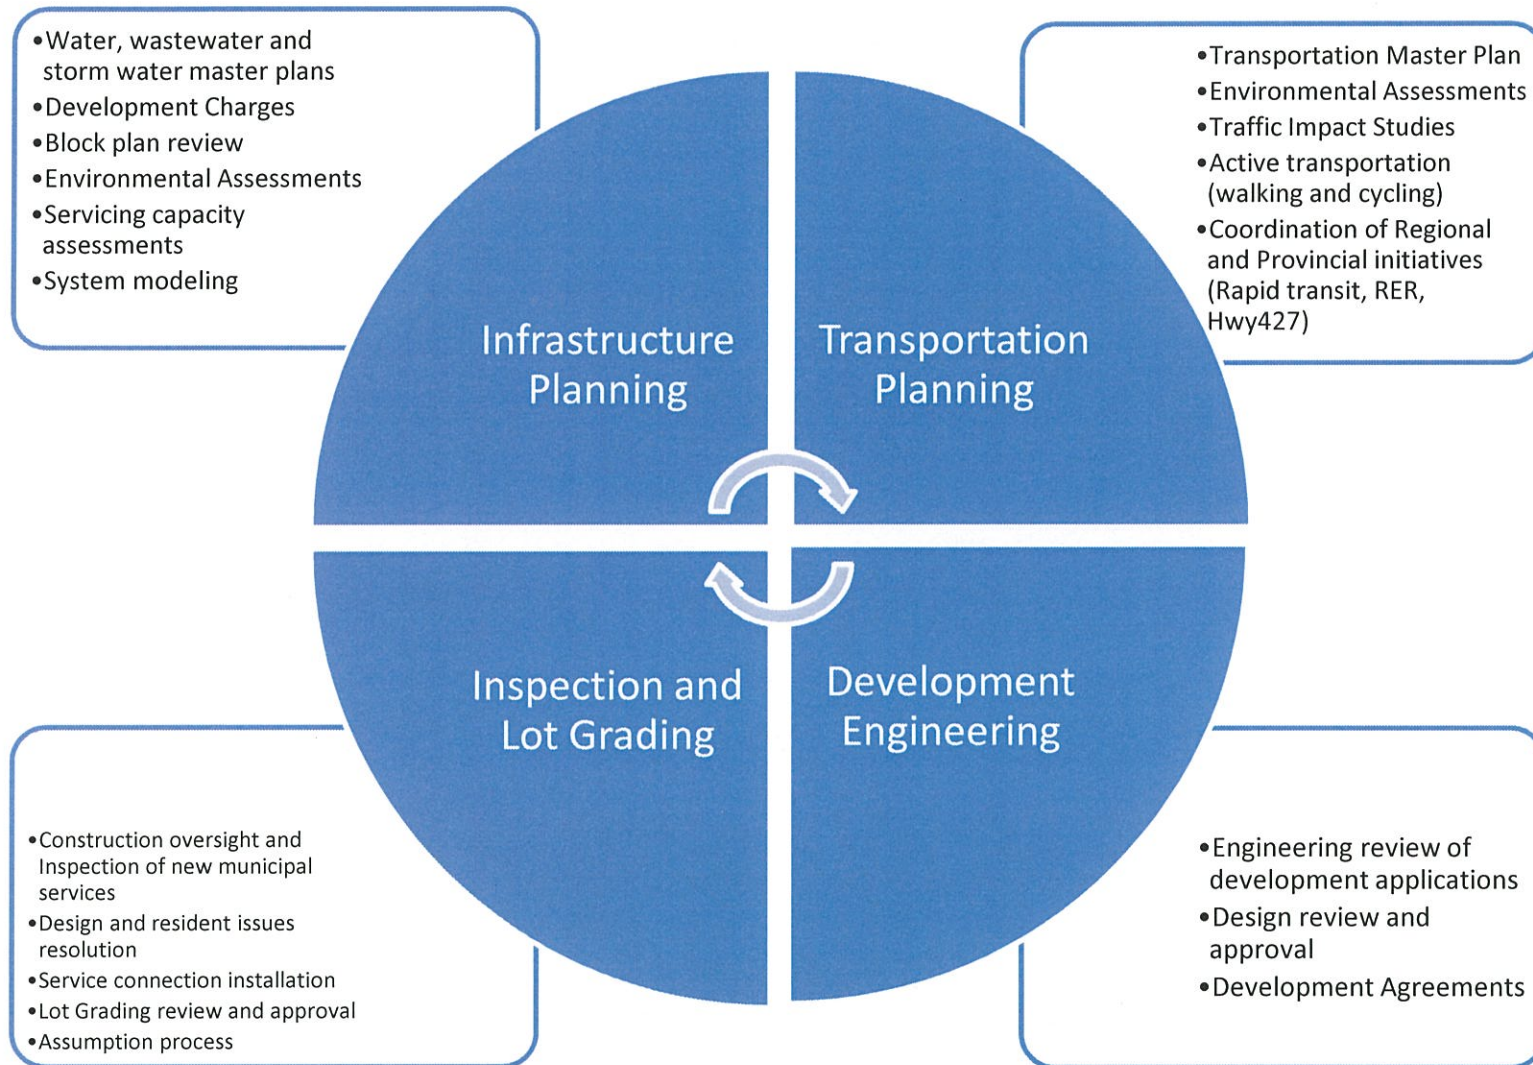 •Water, wastewater and
storm water master plans
•Development Charges
•Block plan review
•Environmental Assessments
•Servicing capacity
assessments
•System modeling
•Transportation Master Plan
•Environmental Assessments
•Traffic Impact Studies
•Active transportation
(walking and cycling)
•Coordination of Regional
and Provincial initiatives
(Rapid transit, RER,
Hwy427)
Infrastructure
Planning
Transportation
Planning
Inspection and
Lot Grading
Development
Engineering
•Construction oversight and
Inspection of new municipal
services
•Design and resident issues
resolution
•Service connection installation
•Lot Grading review and approval
•Assumption process
•Engineering review of
development applications
•Design review and
approval
•Development Agreements